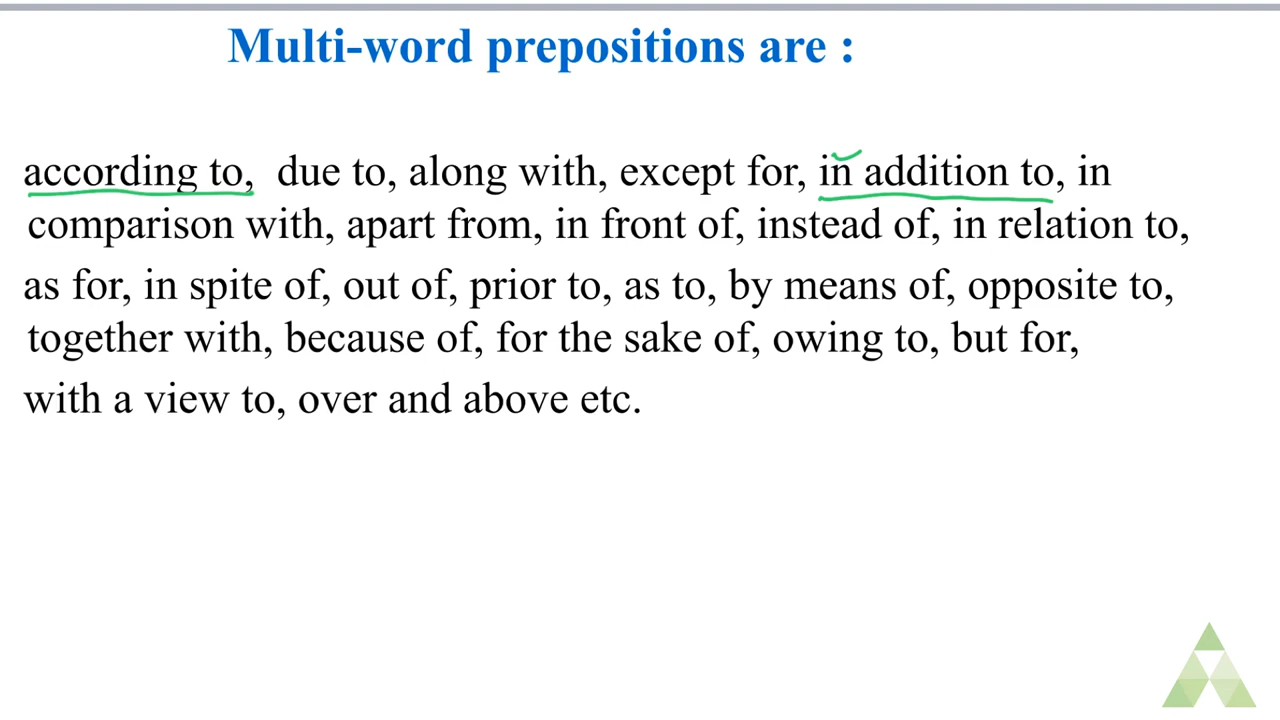 Multi-word prepositions are :
according to, due to, along with, except for, in addition to, in
comparison with, apart from, in front of, instead of, in relation to,
as for, in spite of, out of, prior to, as to, by means of, opposite to,
together with, because of, for the sake of, owing to, but for,
with a view to, over and above etc.